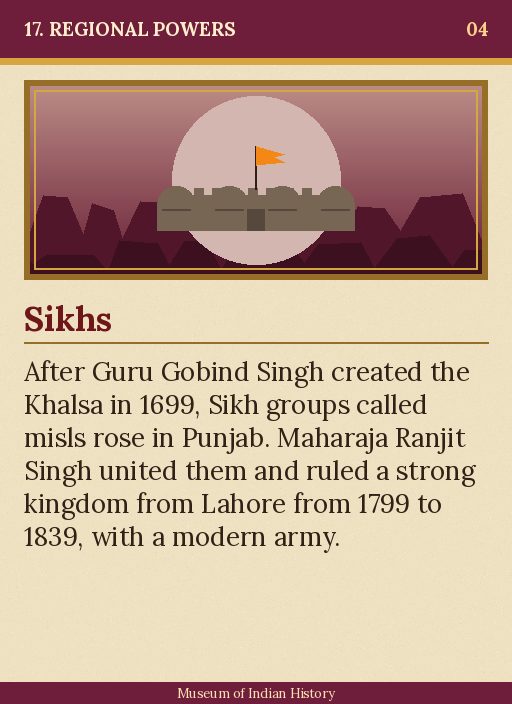 17. REGIONAL POWERS
04
Sikhs
After Guru Gobind Singh created the
Khalsa in 1699, Sikh groups called
misls rose in Punjab. Maharaja Ranjit
Singh united them and ruled a strong
kingdom from Lahore from 1799 to
1839, with a modern army.
Museum of Indian History